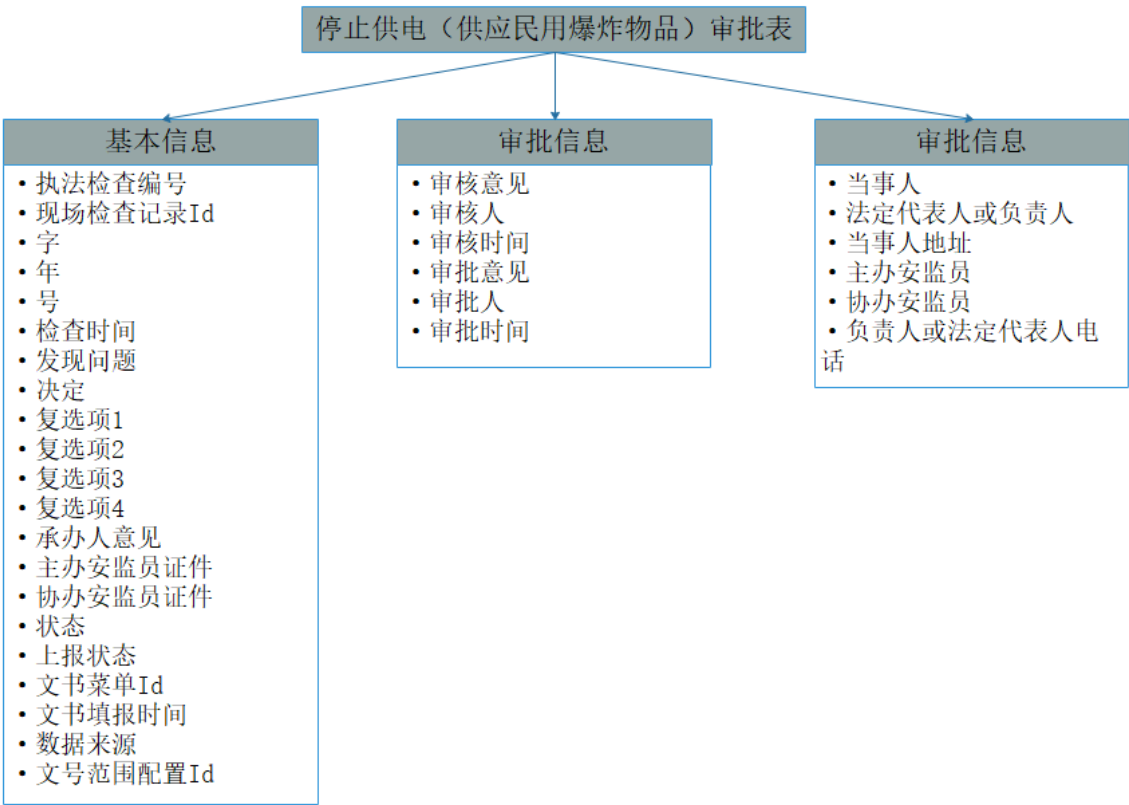 停止供电（供应民用爆炸物品）审批表
基本信息
•执法检查编号
•现场检查记录Id
•字
•年
•号
•检查时间
•发现问题
•决定
•复选项1
•复选项2
•复选项3
•复选项4
•承办人意见
•主办安监员证件
•协办安监员证件
•状态
•上报状态
•文书菜单Id
•文书填报时间
•数据来源
•文号范围配置Id
审批信息
•审核意见
•审核人
•审核时间
•审批意见
•审批人
•审批时间
审批信息
•当事人
•法定代表人或负责人
•当事人地址
•主办安监员
•协办安监员
•负责人或法定代表人电
话